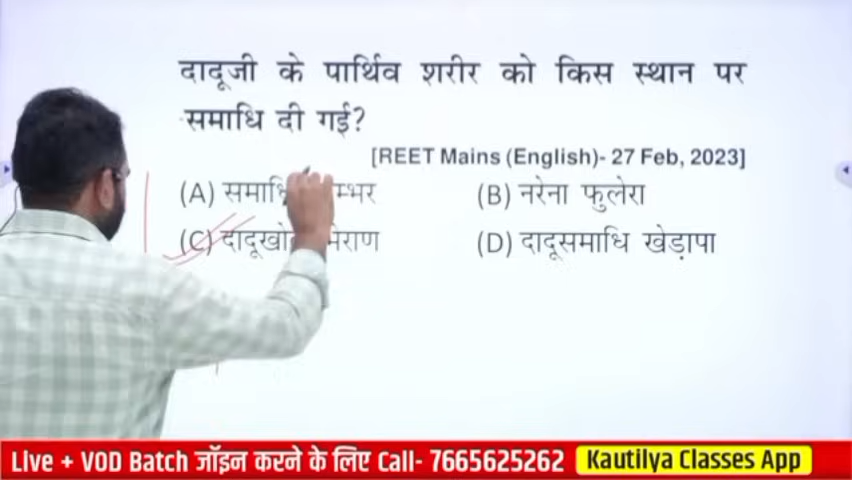 दादूजी के पार्थिव शरीर को किस स्थान पर
समाधि दी गई?
[REET Mains (English)- 27 Feb, 2023]
(A) (B) नरेना फुलेरा
(C) (D) दादूसमाधि खेड़ापा
Live + VOD Batch जॉइन करने के लिए Call- 7665625262 Kautilya Classes App